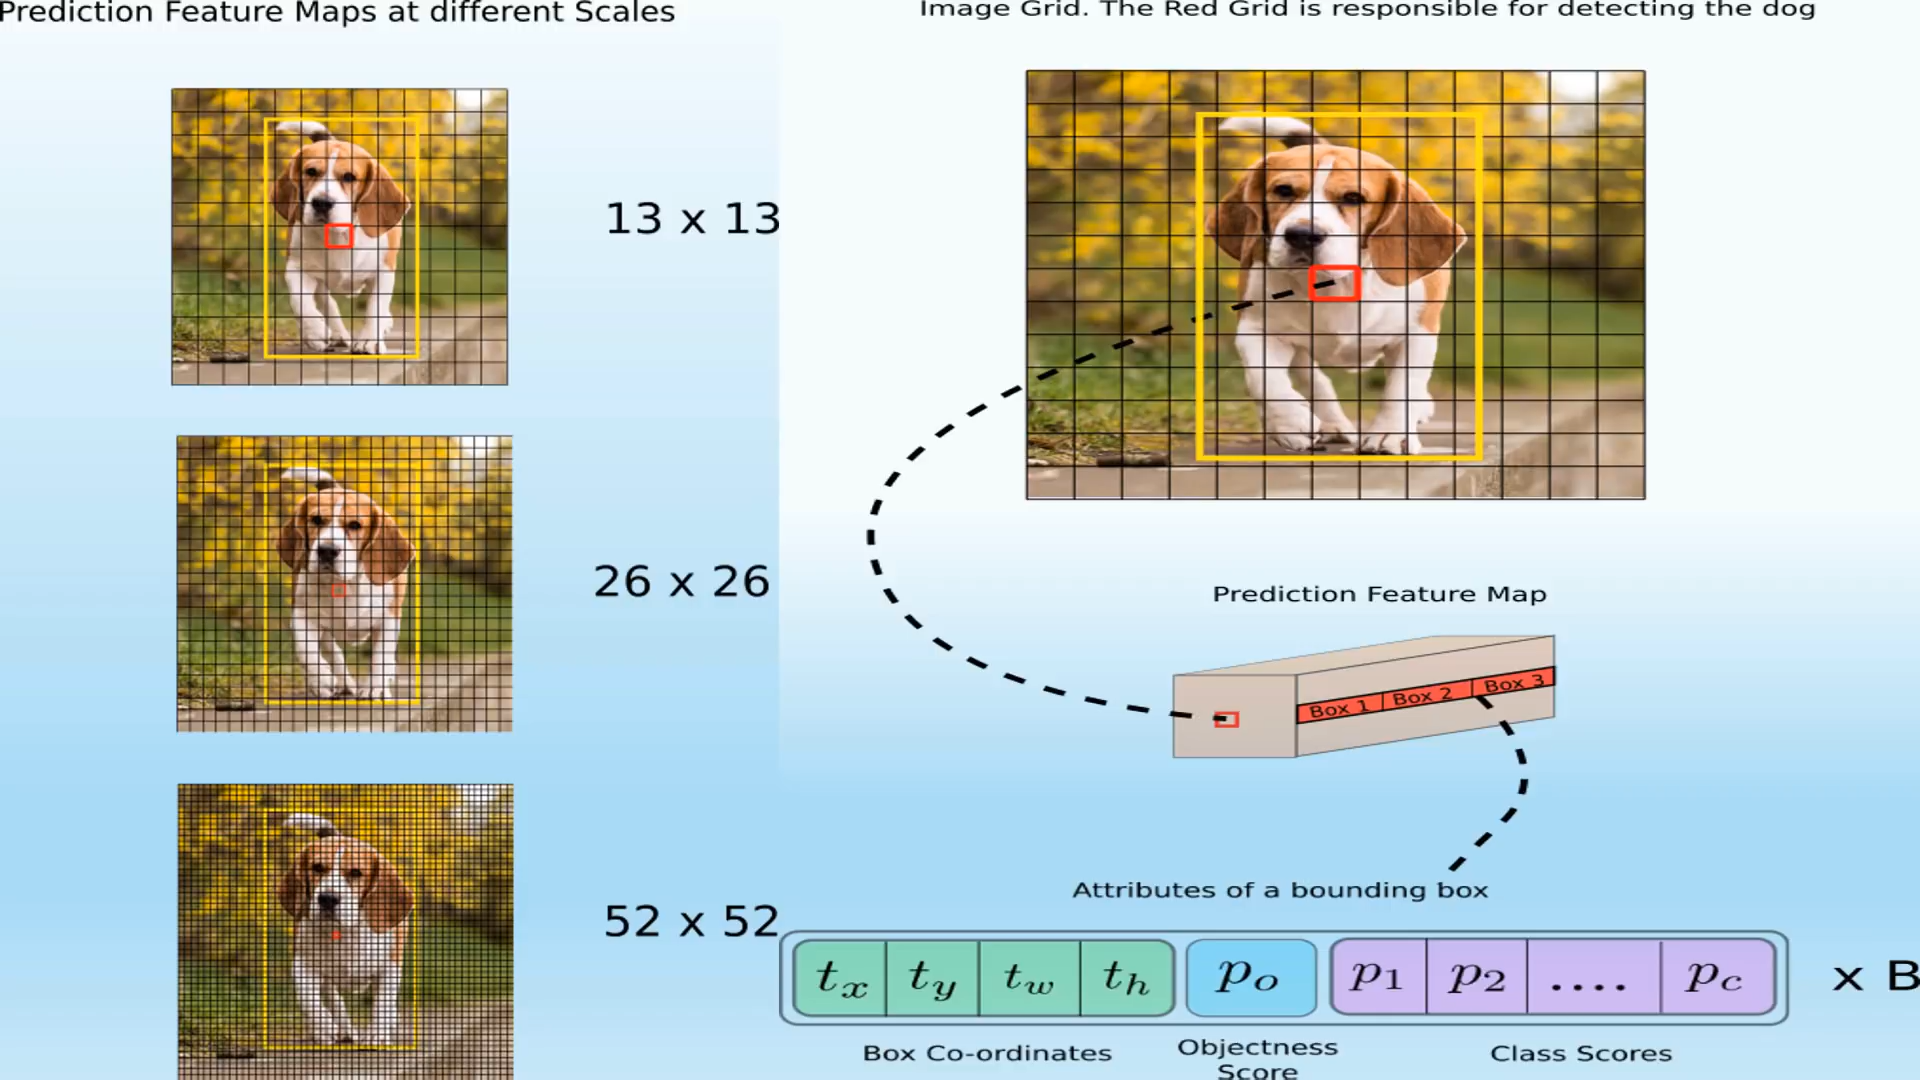 Prediction Feature Maps at different Scales
13 x 13
26 x 26
52 x 52
Image Grid. The Red Grid is responsible for detecting the dog
Prediction Feature Map
Box 1 Box 2 Box 3
Attributes of a bounding box
tx ty tw th po p1 p2 .... pc x B
Box Co-ordinates
Objectness
Score
Class Scores